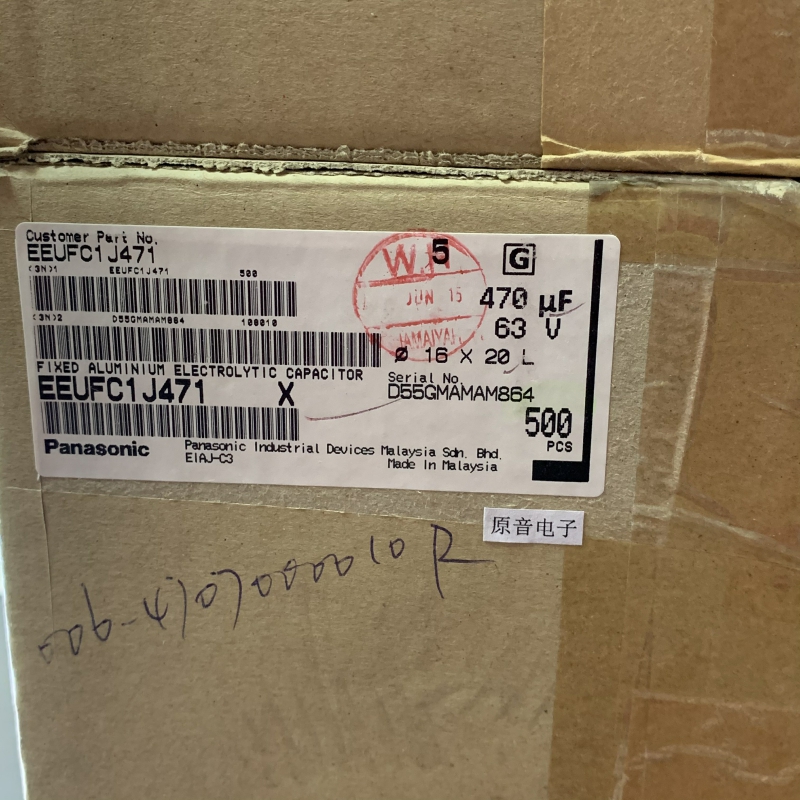 Customer Part No.
EEUFC1J471
(3N)1 EEUFC1J471 500
(3N)2 D55GMAMAM864 100010
FIXED ALUMINIUM ELECTROLYTIC CAPACITOR
EEUFC1J471 X
Panasonic
Panasonic Industrial Devices Malaysia Sdn. Bhd.
EIAJ-C3 Made In Malaysia
5 G
JUN 15
470 µF
63 V
Ø 16 X 20 L
Serial No.
D55GMAMAM864
500
PCS
原音电子